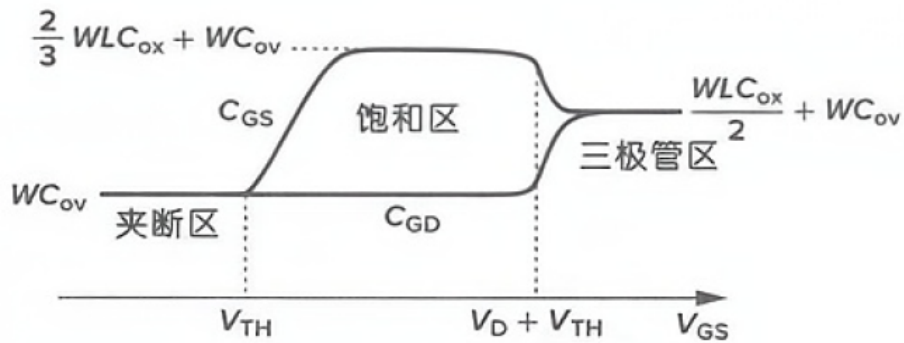 2/3 WLCox + WCov
CGS
饱和区
WLCox/2 + WCov
三极管区
WCov
夹断区
CGD
VTH
VD + VTH
VGS